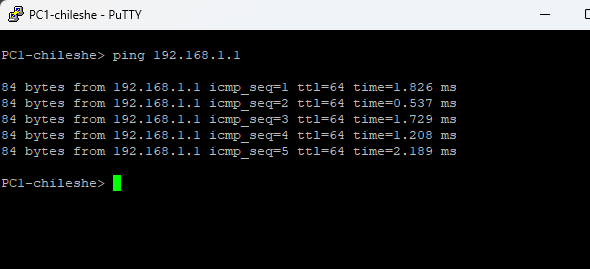 PC1-chileshe - PuTTY
PC1-chileshe> ping 192.168.1.1
84 bytes from 192.168.1.1 icmp_seq=1 ttl=64 time=1.826 ms
84 bytes from 192.168.1.1 icmp_seq=2 ttl=64 time=0.537 ms
84 bytes from 192.168.1.1 icmp_seq=3 ttl=64 time=1.729 ms
84 bytes from 192.168.1.1 icmp_seq=4 ttl=64 time=1.208 ms
84 bytes from 192.168.1.1 icmp_seq=5 ttl=64 time=2.189 ms
PC1-chileshe>